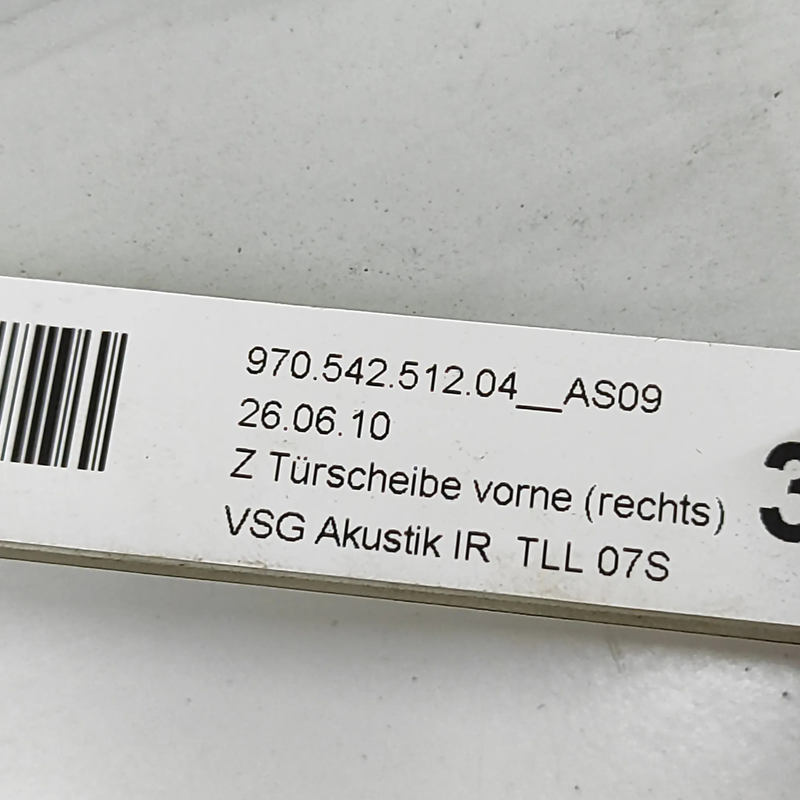 970.542.512.04__AS09
26.06.10
Z Türscheibe vorne (rechts)
VSG Akustik IR TLL 07S
3